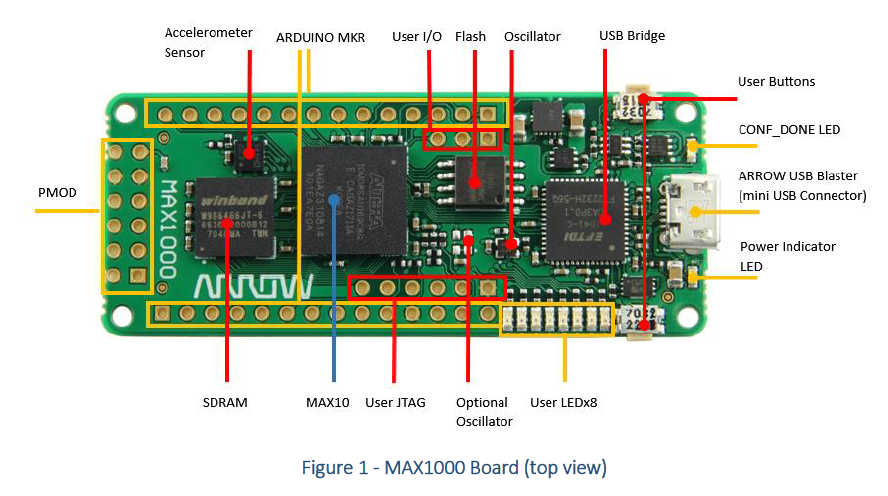 Accelerometer
Sensor
ARDUINO MKR
User I/O
Flash
Oscillator
USB Bridge
User Buttons
CONF_DONE LED
ARROW USB Blaster
(mini USB Connector)
Power Indicator
LED
PMOD
MAX1000
winbond
W9864G6JT-6
ARROW
FTDI
SDRAM
MAX10
User JTAG
Optional
Oscillator
User LEDx8
Figure 1 - MAX1000 Board (top view)